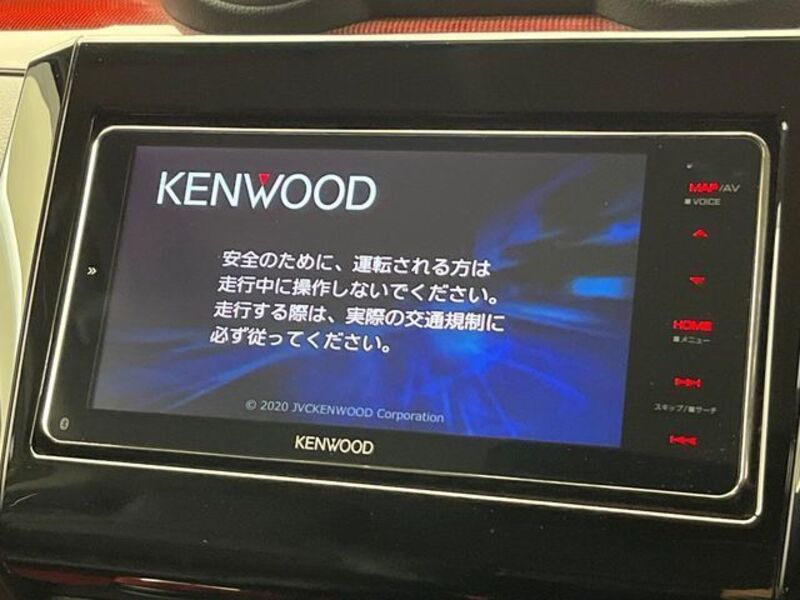 KENWOOD
安全のために、運転される方は
走行中に操作しないでください。
走行する際は、実際の交通規制に
必ず従ってください。
© 2020 JVCKENWOOD Corporation
KENWOOD
MAP/AV
■VOICE
HOME
■メニュー
スキップ/■サーチ